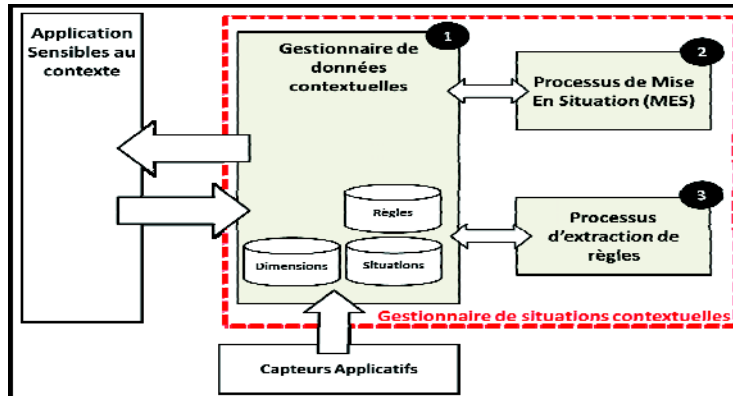 Application
Sensibles au
contexte
1
Gestionnaire de
données
contextuelles
Règles
Dimensions
Situations
2
Processus de Mise
En Situation (MES)
3
Processus
d'extraction de
règles
Gestionnaire de situations contextuelles
Capteurs Applicatifs